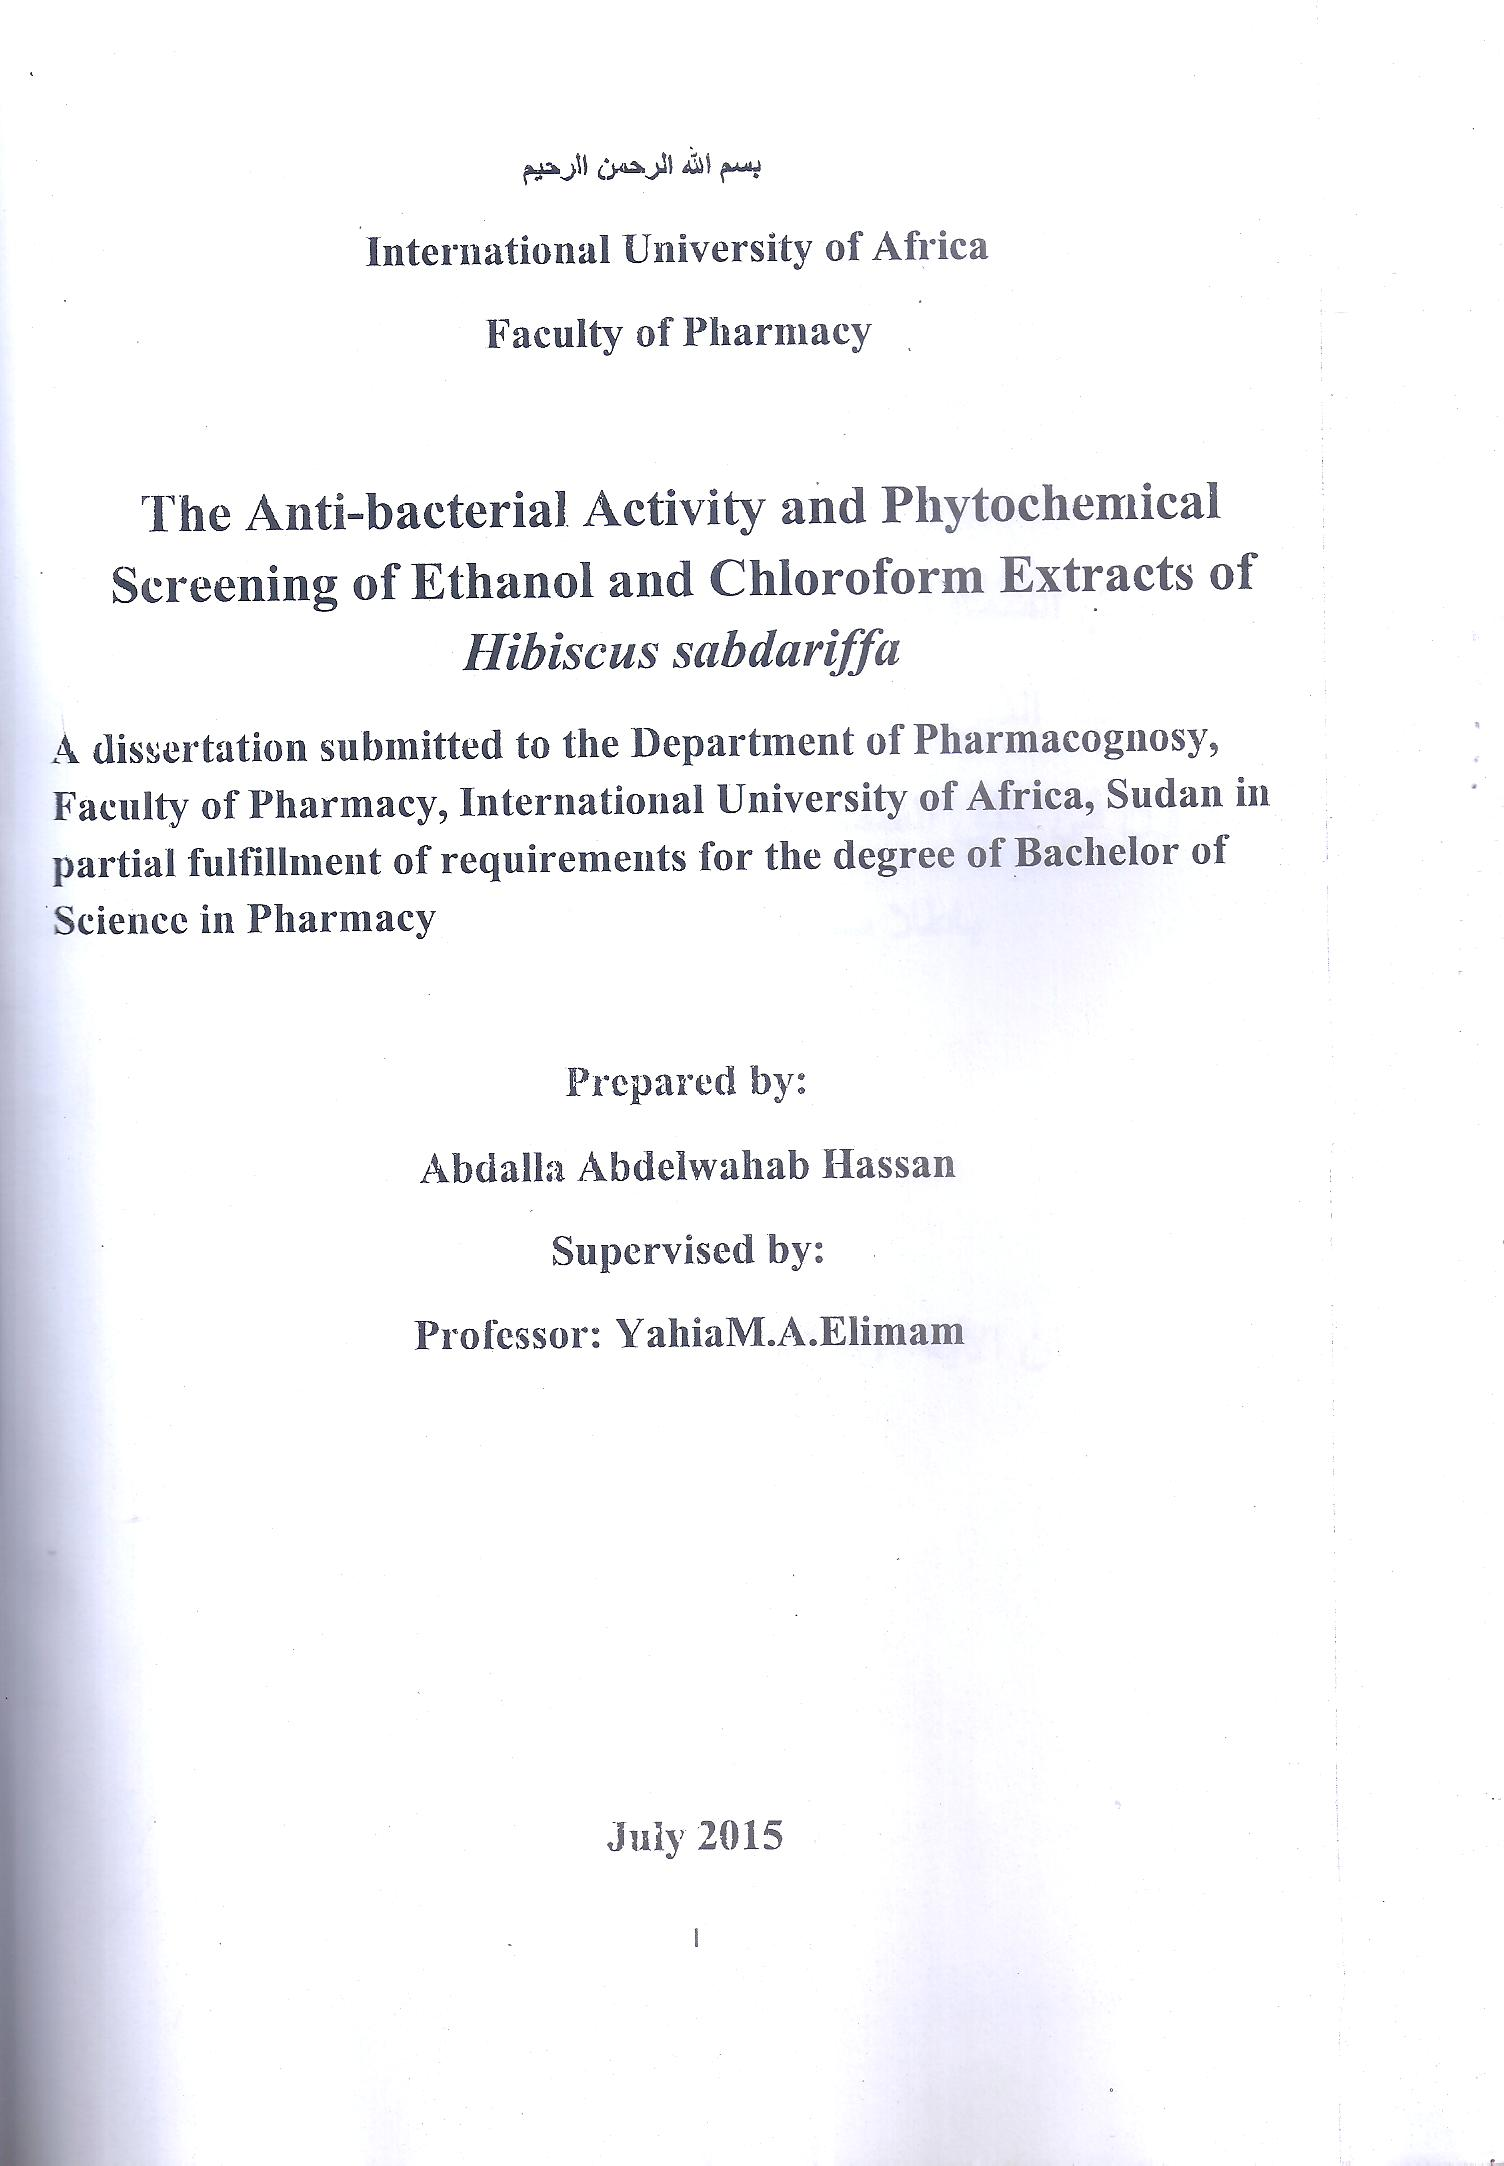 بسم الله الرحمن االرحيم
International University of Africa
Faculty of Pharmacy
The Anti-bacterial Activity and Phytochemical
Screening of Ethanol and Chloroform Extracts of
Hibiscus sabdariffa
A dissertation submitted to the Department of Pharmacognosy,
Faculty of Pharmacy, International University of Africa, Sudan in
partial fulfillment of requirements for the degree of Bachelor of
Science in Pharmacy
Prepared by:
Abdalla Abdelwahab Hassan
Supervised by:
Professor: YahiaM.A.Elimam
July 2015
I